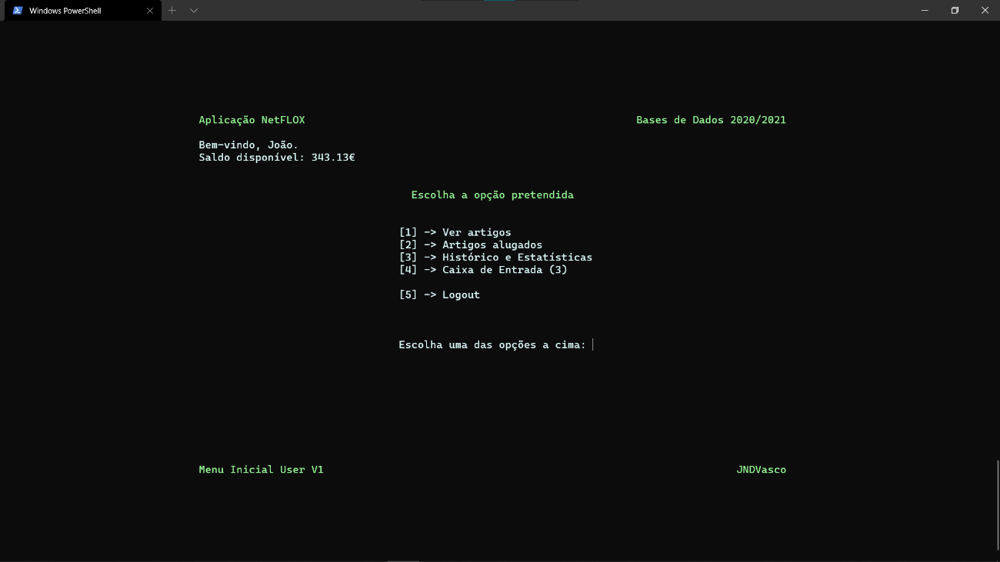 Windows PowerShell
Aplicação NetFLOX
Bases de Dados 2020/2021
Bem-vindo, João.
Saldo disponível: 343.13€
Escolha a opção pretendida
[1] -> Ver artigos
[2] -> Artigos alugados
[3] -> Histórico e Estatísticas
[4] -> Caixa de Entrada (3)
[5] -> Logout
Escolha uma das opções a cima:
Menu Inicial User V1
JNDVasco